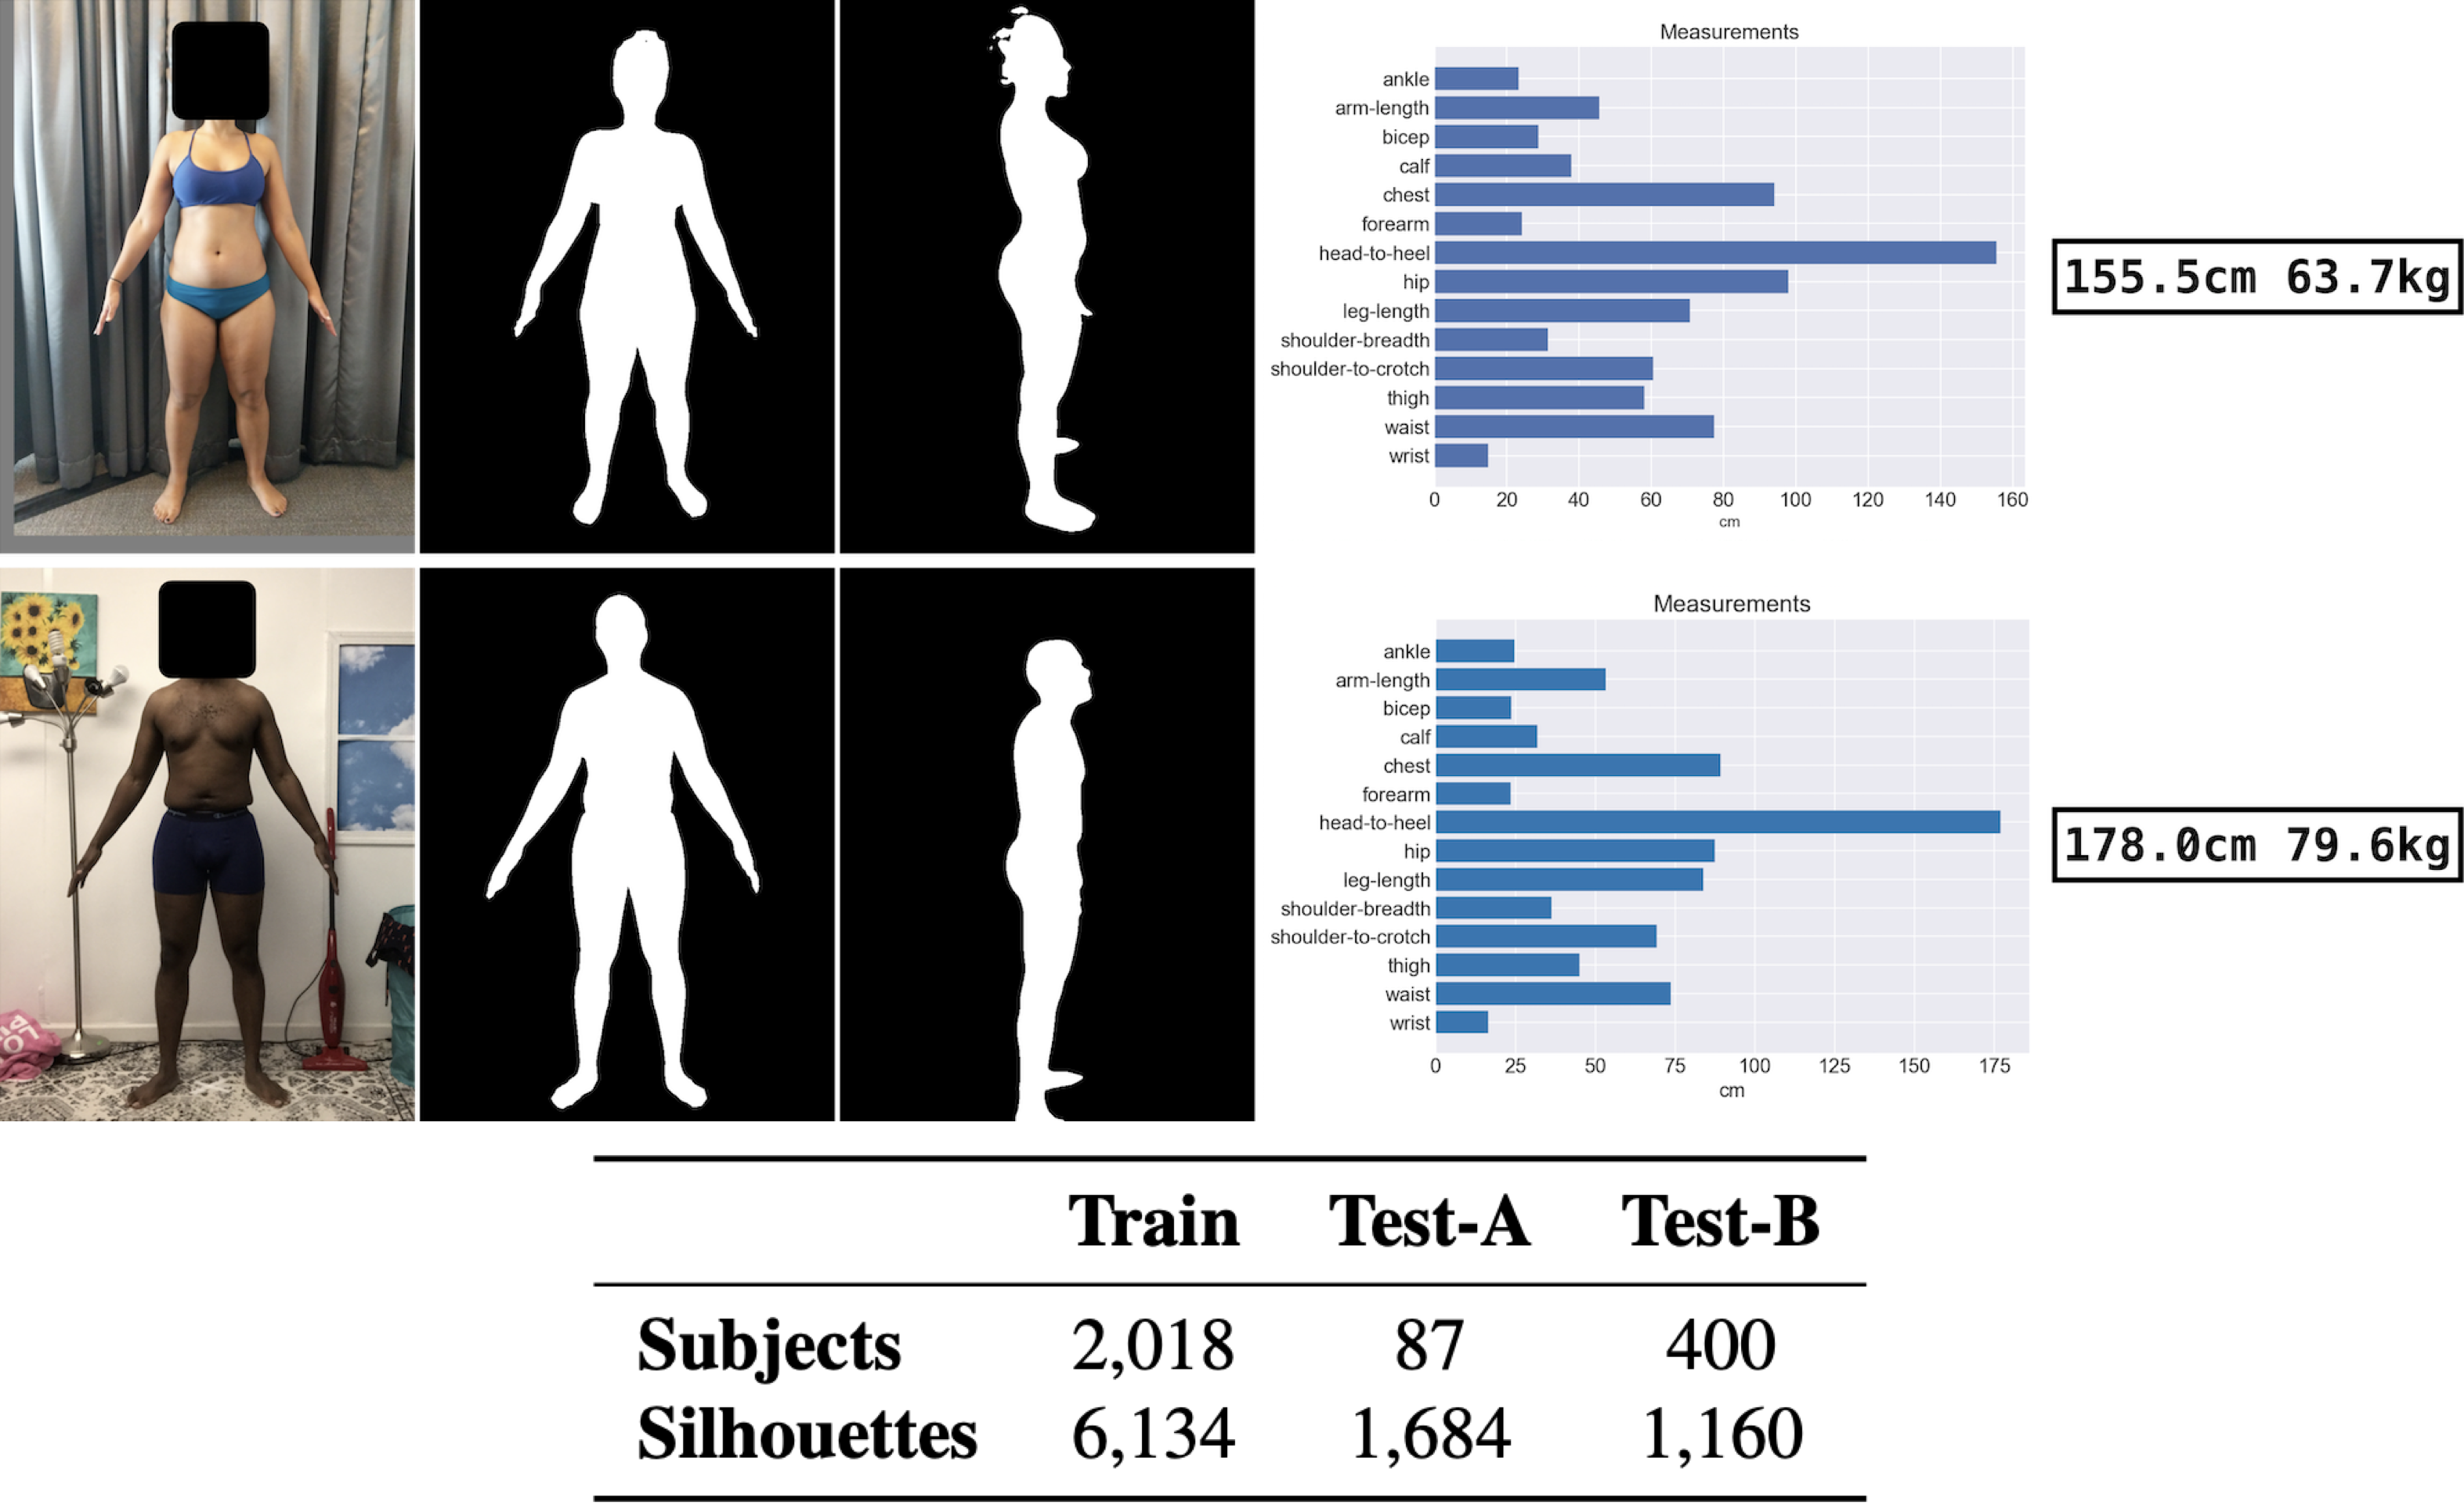 Measurements
ankle
arm-length
bicep
calf
chest
forearm
head-to-heel
hip
leg-length
shoulder-breadth
shoulder-to-crotch
thigh
waist
wrist
0 20 40 60 80 100 120 140 160
cm
155.5cm 63.7kg
Measurements
ankle
arm-length
bicep
calf
chest
forearm
head-to-heel
hip
leg-length
shoulder-breadth
shoulder-to-crotch
thigh
waist
wrist
0 25 50 75 100 125 150 175
cm
178.0cm 79.6kg
Train Test-A Test-B
Subjects 2,018 87 400
Silhouettes 6,134 1,684 1,160